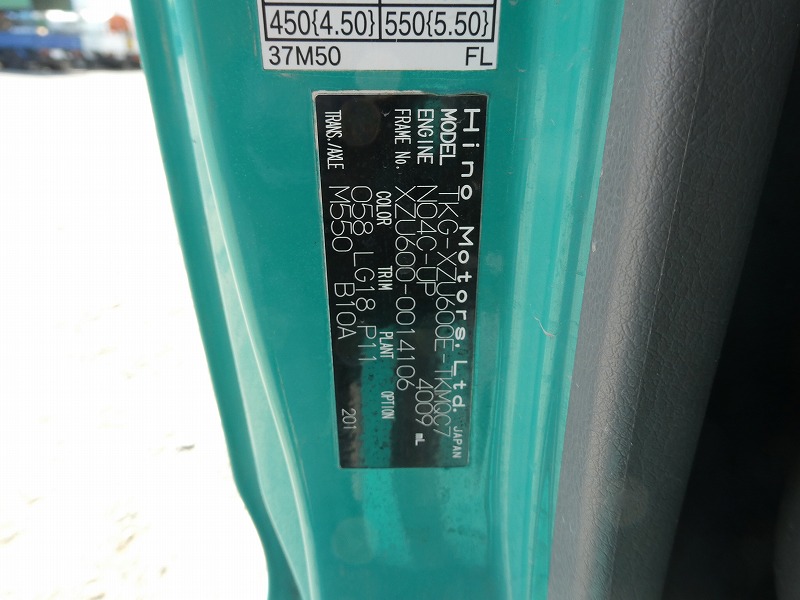 450{4.50} 550{5.50}
37M50 FL
Hino Motors, Ltd. JAPAN
MODEL TKG-XZU600E-TKMQC7
ENGINE N04C-UP 4009 mL
FRAME No. XZU600-0014106
COLOR TRIM PLANT OPTION
058 LG18 P11
TRANS./AXLE M550 B10A 201